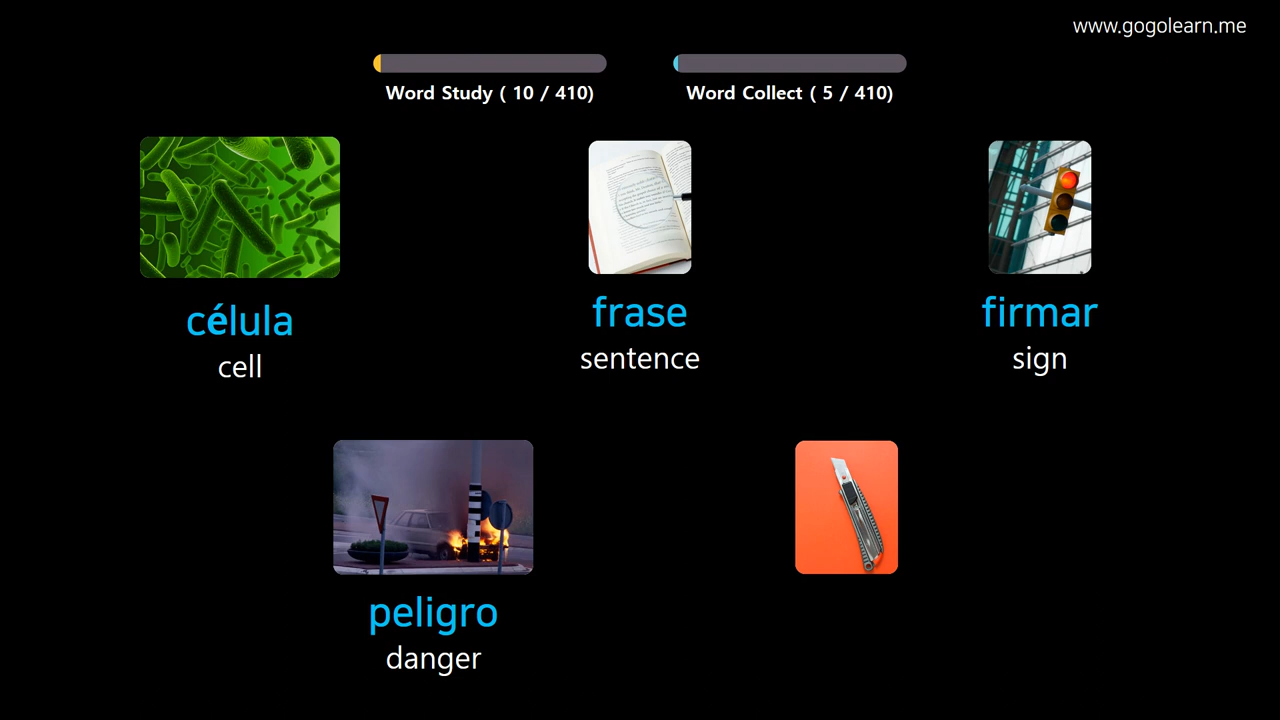 www.gogolearn.me
Word Study ( 10 / 410)
Word Collect ( 5 / 410)
célula
cell
frase
sentence
firmar
sign
peligro
danger